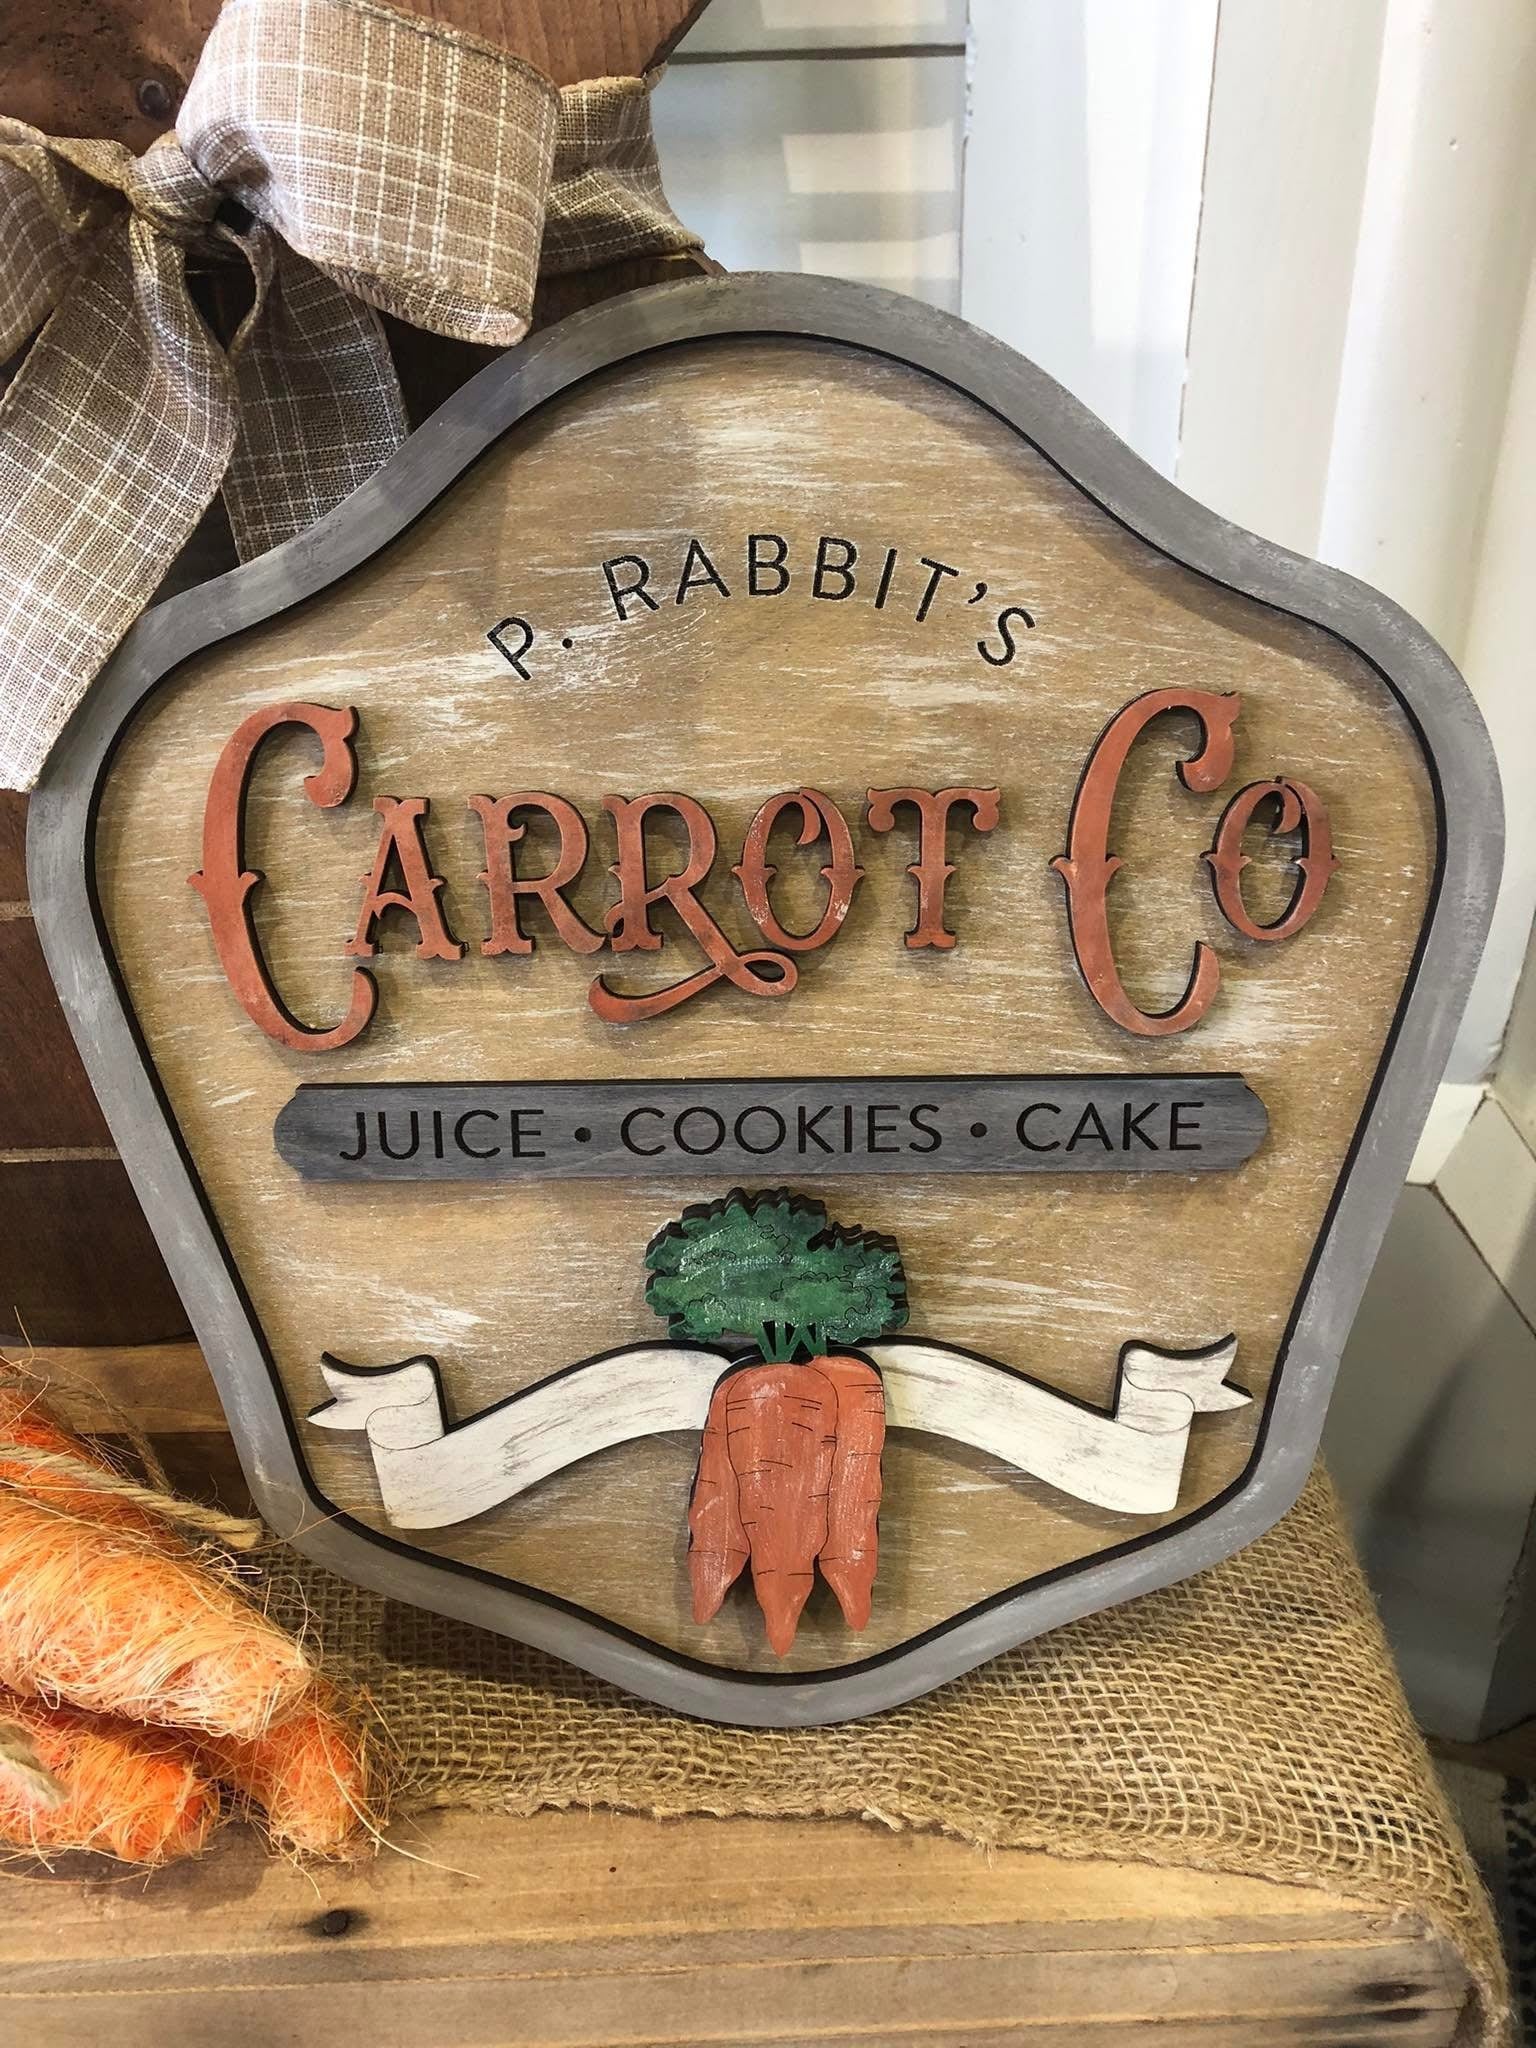 P. RABBIT'S
CARROT CO
JUICE • COOKIES • CAKE